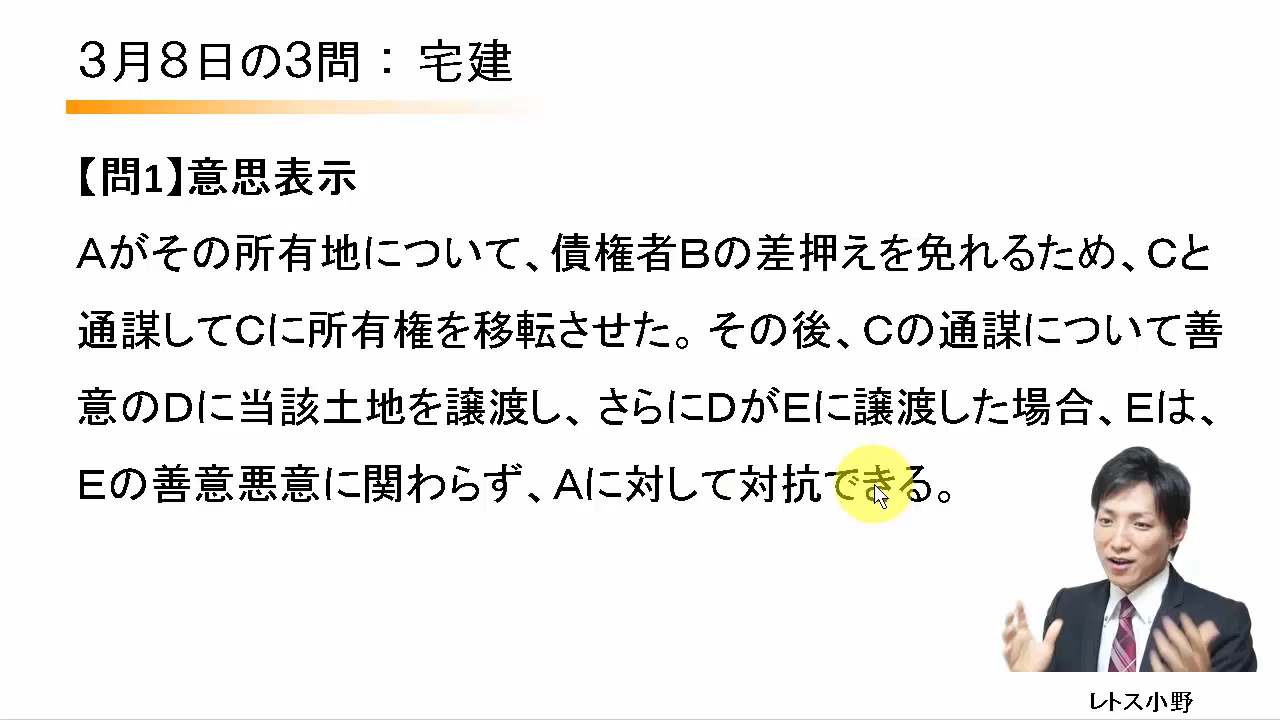 ３月８日の３問：宅建
【問1】意思表示
Ａがその所有地について、債権者Ｂの差押えを免れるため、Ｃと
通謀してＣに所有権を移転させた。その後、Ｃの通謀について善
意のＤに当該土地を譲渡し、さらにＤがＥに譲渡した場合、Ｅは、
Ｅの善意悪意に関わらず、Ａに対して対抗できる。
レトス小野